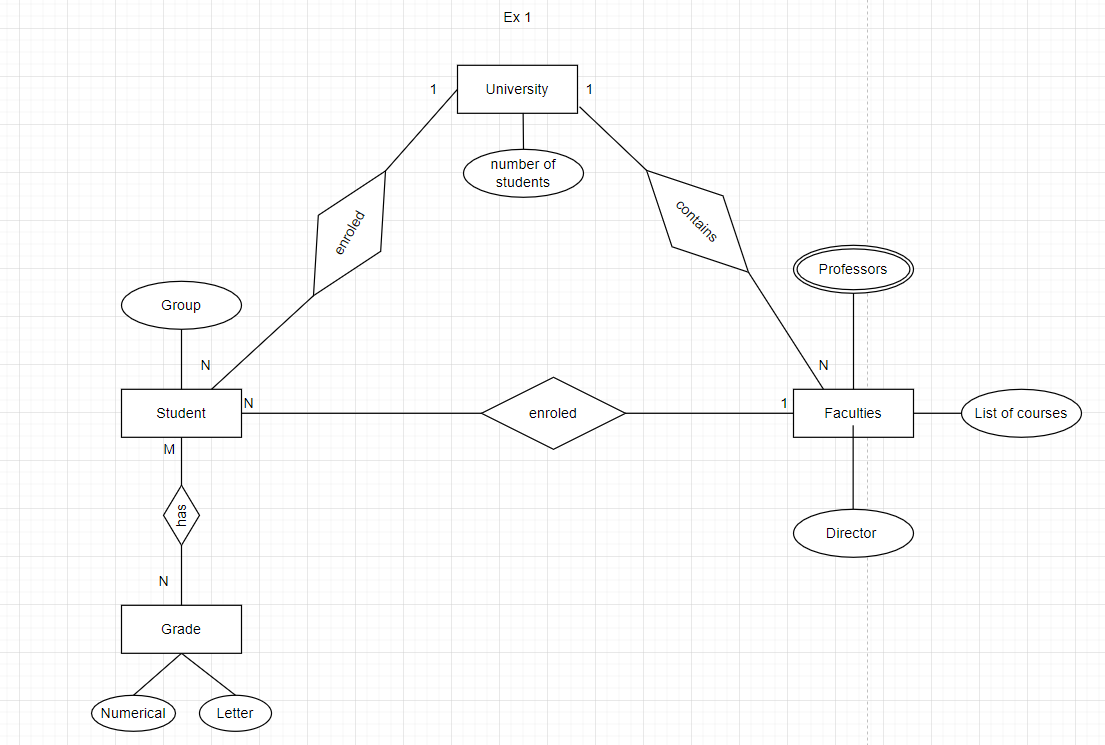 Ex 1
1
University
1
number of
students
enroled
contains
Professors
Group
N
N
Student
N
enroled
1
Faculties
List of courses
M
has
Director
N
Grade
Numerical
Letter